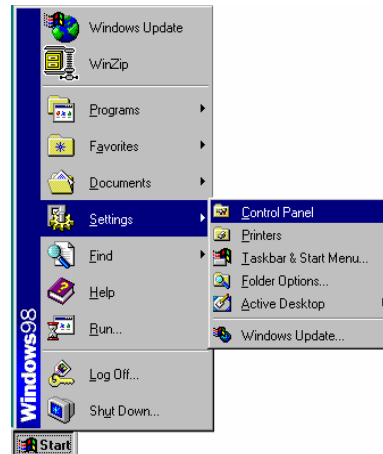 Windows Update
WinZip
Programs
Favorites
Documents
Settings
Control Panel
Printers
Taskbar & Start Menu...
Folder Options...
Active Desktop
Windows Update...
Find
Help
Run...
Log Off...
Shut Down...
Windows98
Start